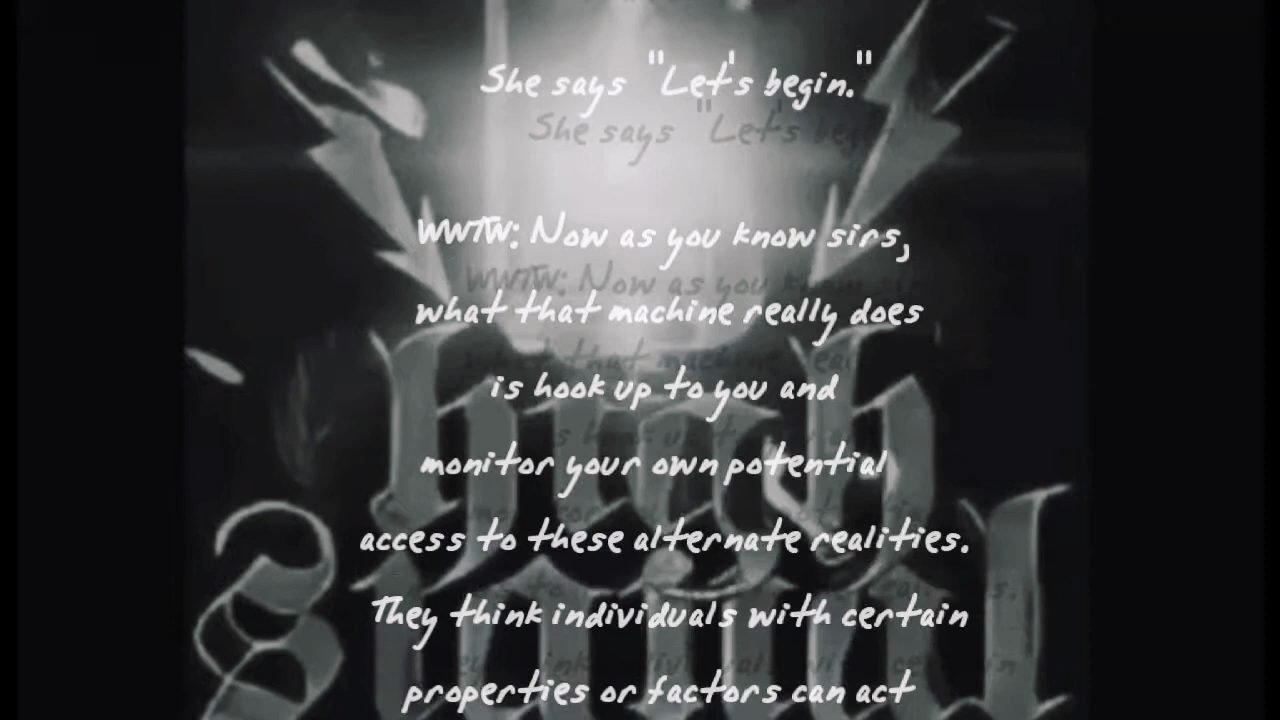 She says "Let's begin."
WWTW: Now as you know sirs,
what that machine really does
is hook up to you and
monitor your own potential
access to these alternate realities.
They think individuals with certain
properties or factors can act